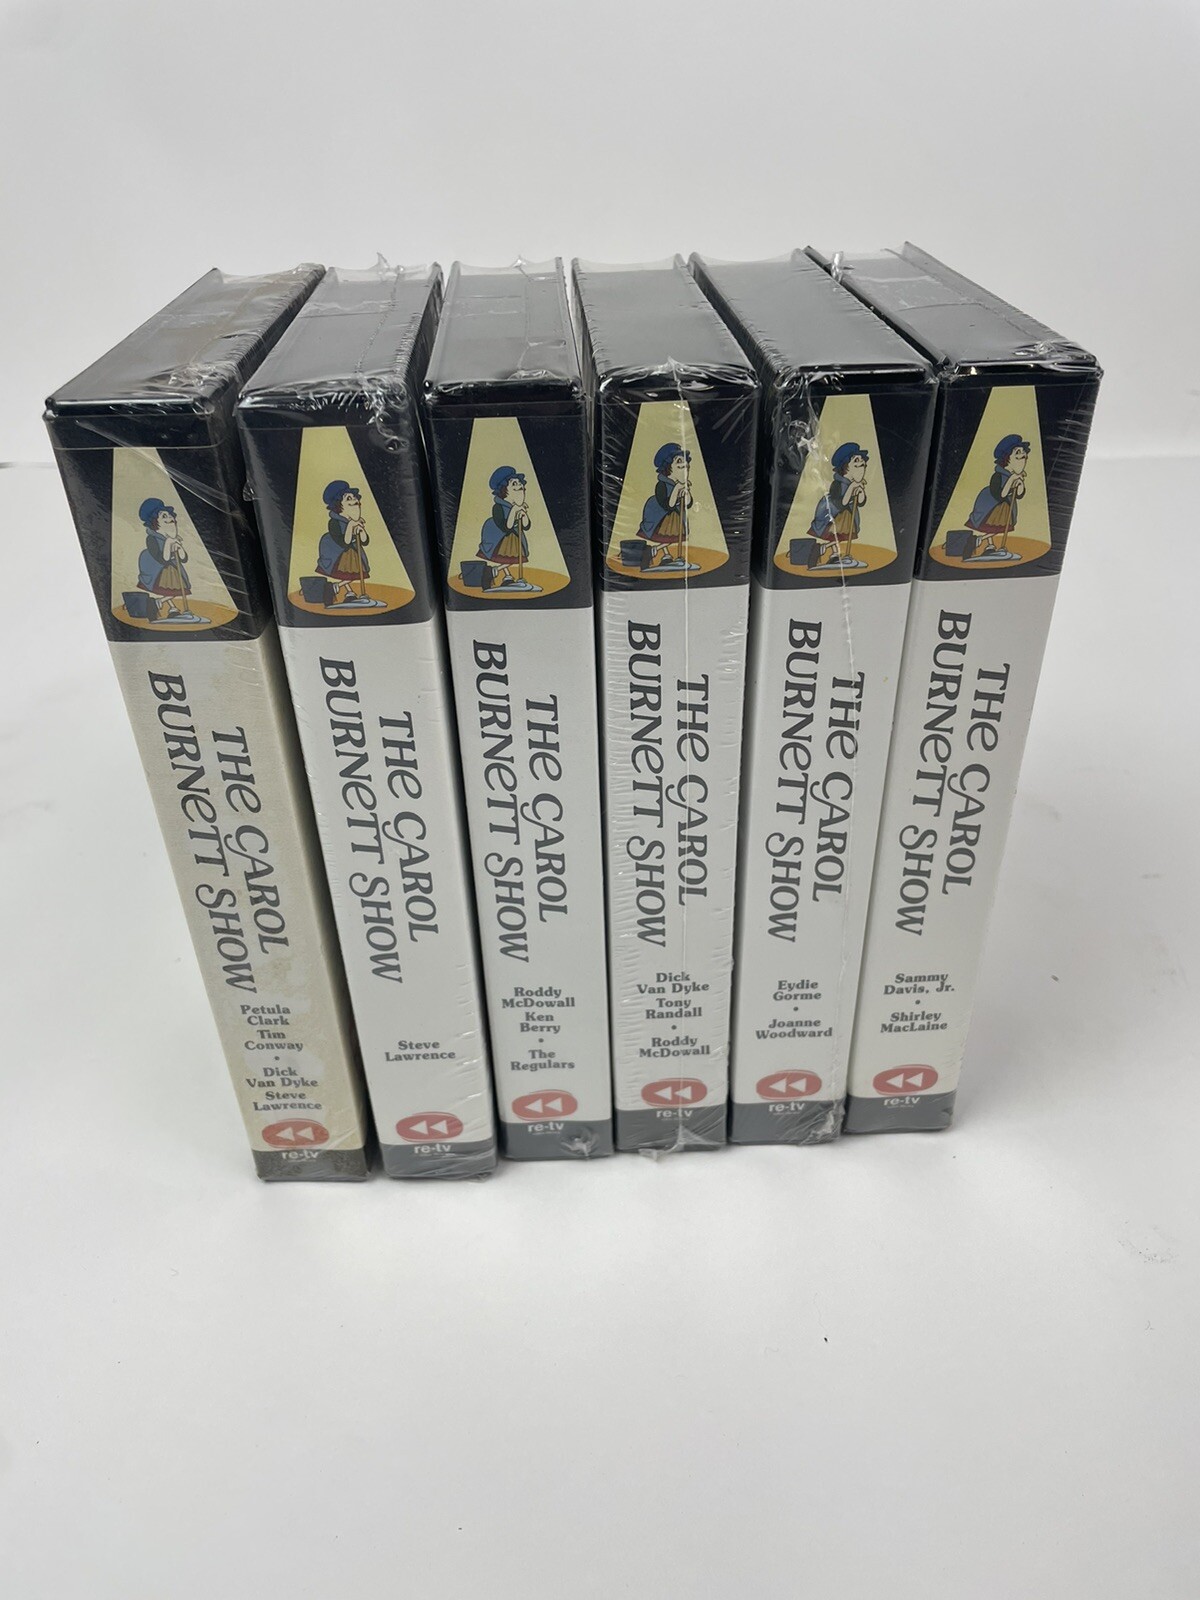 THE CAROL
BURNETT SHOW
Petula
Clark
Tim
Conway
•
Dick
Van Dyke
Steve
Lawrence
re-tv
THE CAROL
BURNETT SHOW
Steve
Lawrence
re-tv
THE CAROL
BURNETT SHOW
Roddy
McDowall
Ken
Berry
•
The
Regulars
re-tv
THE CAROL
BURNETT SHOW
Dick
Van Dyke
Tony
Randall
•
Roddy
McDowall
re-tv
THE CAROL
BURNETT SHOW
Eydie
Gorme
•
Joanne
Woodward
re-tv
THE CAROL
BURNETT SHOW
Sammy
Davis, Jr.
•
Shirley
MacLaine
re-tv